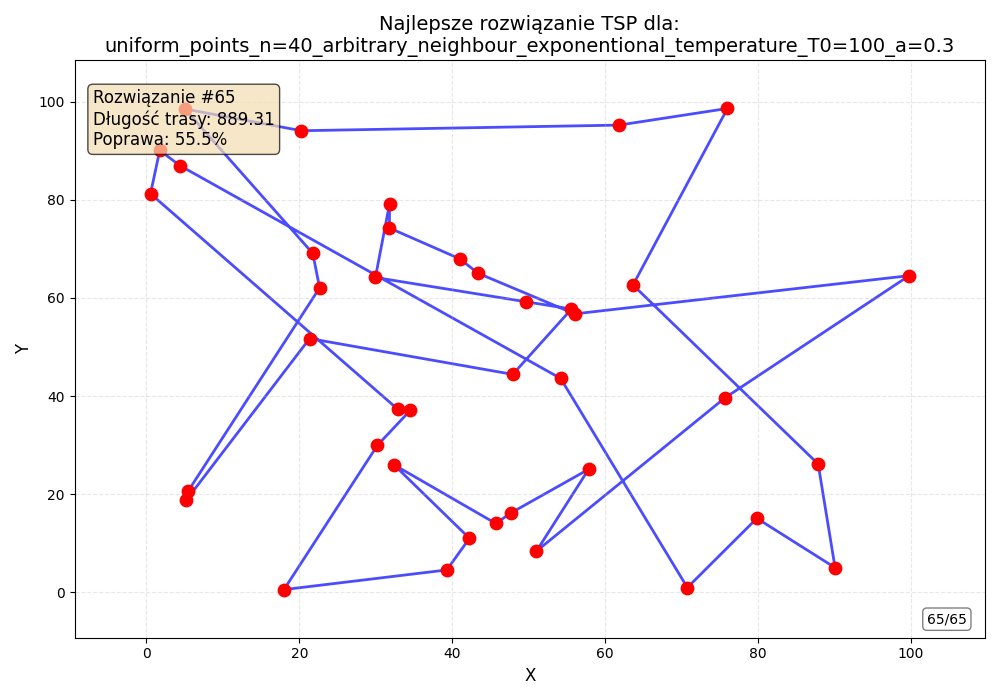 Najlepsze rozwiązanie TSP dla:
uniform_points_n=40_arbitrary_neighbour_exponentional_temperature_T0=100_a=0.3
Rozwiązanie #65
Długość trasy: 889.31
Poprawa: 55.5%
100
80
60
40
20
0
Y
65/65
0 20 40 60 80 100
X